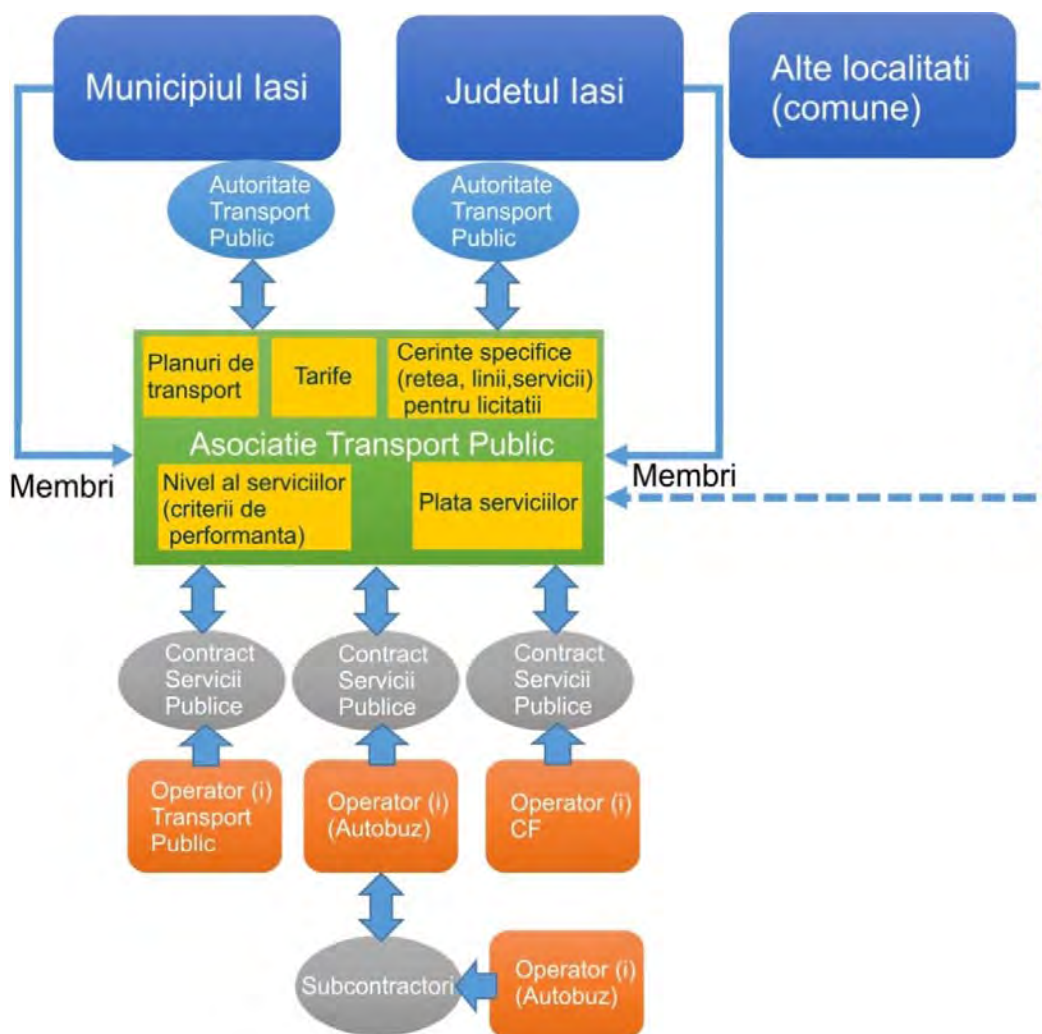 Municipiul Iasi
Judetul Iasi
Alte localitati
(comune)
Autoritate
Transport
Public
Autoritate
Transport
Public
Planuri de
transport
Tarife
Cerinte specifice
(retea, linii,servicii)
pentru licitatii
Asociatie Transport Public
Membri
Membri
Nivel al serviciilor
(criterii de
performanta)
Plata serviciilor
Contract
Servicii
Publice
Contract
Servicii
Publice
Contract
Servicii
Publice
Operator (i)
Transport
Public
Operator (i)
(Autobuz)
Operator (i)
CF
Subcontractori
Operator (i)
(Autobuz)